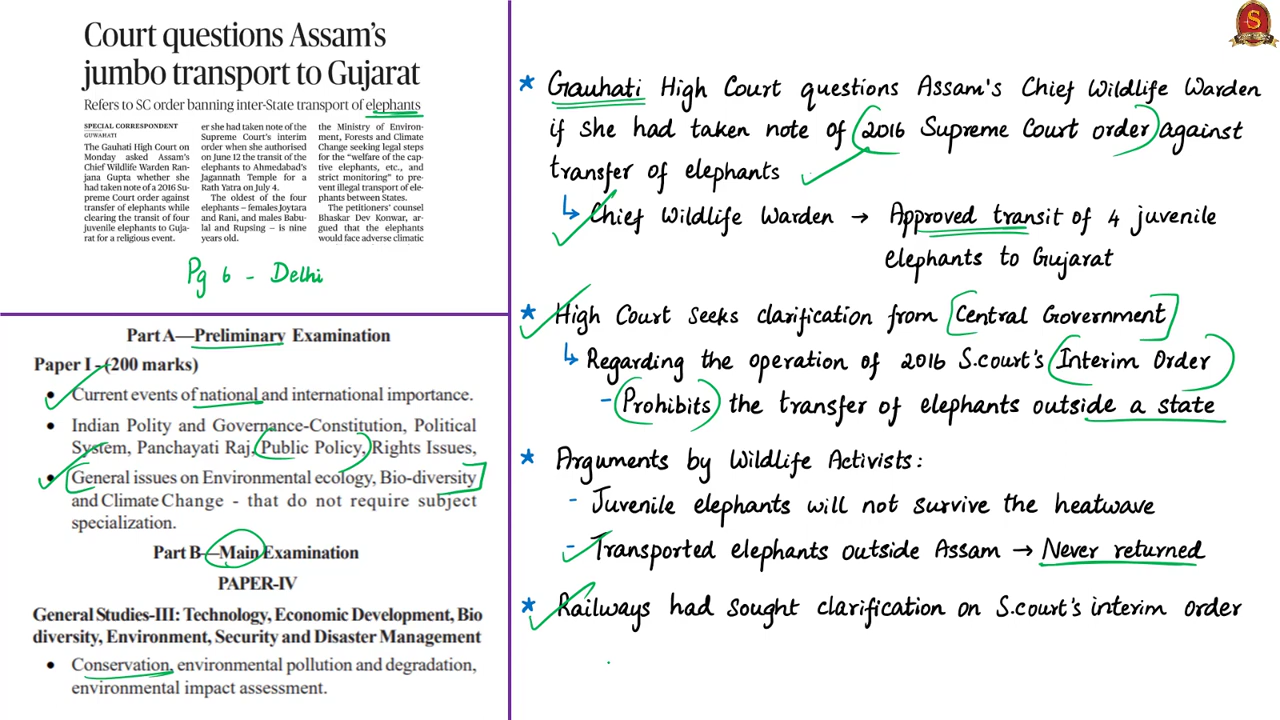 Court questions Assam's
jumbo transport to Gujarat
Refers to SC order banning inter-State transport of elephants
SPECIAL CORRESPONDENT
GUWAHATI
The Gauhati High Court on
Monday asked Assam's
Chief Wildlife Warden Ran-
jana Gupta whether she
had taken note of a 2016 Su-
preme Court order against
transfer of elephants while
clearing the transit of four
juvenile elephants to Guja-
rat for a religious event.
er she had taken note of the
Supreme Court's interim
order when she authorised
on June 12 the transit of the
elephants to Ahmedabad's
Jagannath Temple for a
Rath Yatra on July 4.
The oldest of the four
elephants – females Joytara
and Rani, and males Babu-
lal and Rupsing – is nine
years old.
the Ministry of Environ-
ment, Forests and Climate
Change seeking legal steps
for the "welfare of the cap-
tive elephants, etc., and
strict monitoring" to pre-
vent illegal transport of ele-
phants between States.
The petitioners' counsel
Bhaskar Dev Konwar, ar-
gued that the elephants
would face adverse climatic
Pg 6 - Delhi
Part A—Preliminary Examination
Paper I - (200 marks)
• Current events of national and international importance.
• Indian Polity and Governance-Constitution, Political
System, Panchayati Raj, Public Policy, Rights Issues,
• General issues on Environmental ecology, Bio-diversity
and Climate Change - that do not require subject
specialization.
Part B—Main Examination
PAPER-IV
General Studies-III: Technology, Economic Development, Bio
diversity, Environment, Security and Disaster Management
• Conservation, environmental pollution and degradation,
environmental impact assessment.
* Gauhati High Court questions Assam's Chief Wildlife Warden
if she had taken note of 2016 Supreme Court order against
transfer of elephants
↳ Chief Wildlife Warden → Approved transit of 4 juvenile
elephants to Gujarat
* High Court seeks clarification from Central Government
↳ Regarding the operation of 2016 S.court's Interim Order
- Prohibits the transfer of elephants outside a state
* Arguments by Wildlife Activists:
- Juvenile elephants will not survive the heatwave
- Transported elephants outside Assam → Never returned
* Railways had sought clarification on S.court's interim order